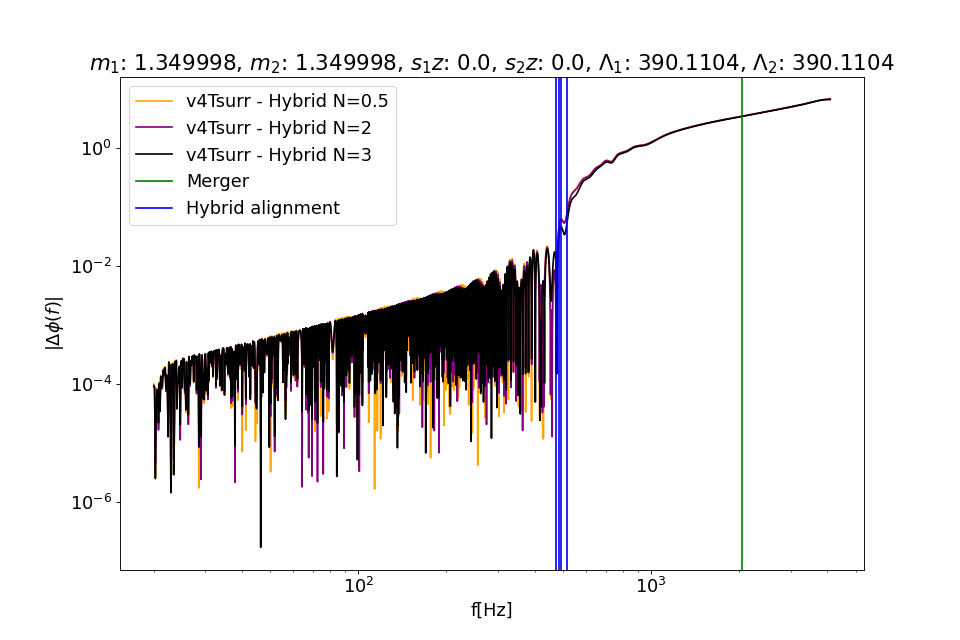 m₁: 1.349998, m₂: 1.349998, s₁z: 0.0, s₂z: 0.0, Λ₁: 390.1104, Λ₂: 390.1104
v4Tsurr - Hybrid N=0.5
v4Tsurr - Hybrid N=2
v4Tsurr - Hybrid N=3
Merger
Hybrid alignment
|Δϕ(f)|
10⁰
10⁻²
10⁻⁴
10⁻⁶
10²
10³
f[Hz]